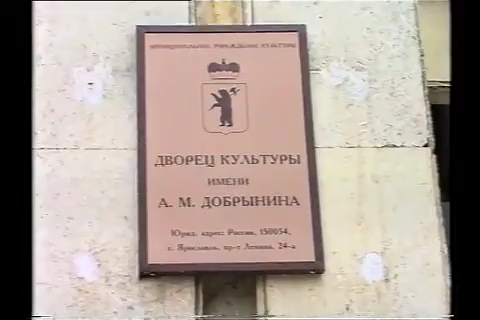 МУНИЦИПАЛЬНОЕ УЧРЕЖДЕНИЕ КУЛЬТУРЫ
ДВОРЕЦ КУЛЬТУРЫ
ИМЕНИ
А. М. ДОБРЫНИНА
Юрид. адрес: Россия, 150054,
г. Ярославль, пр-т Ленина, 24-а